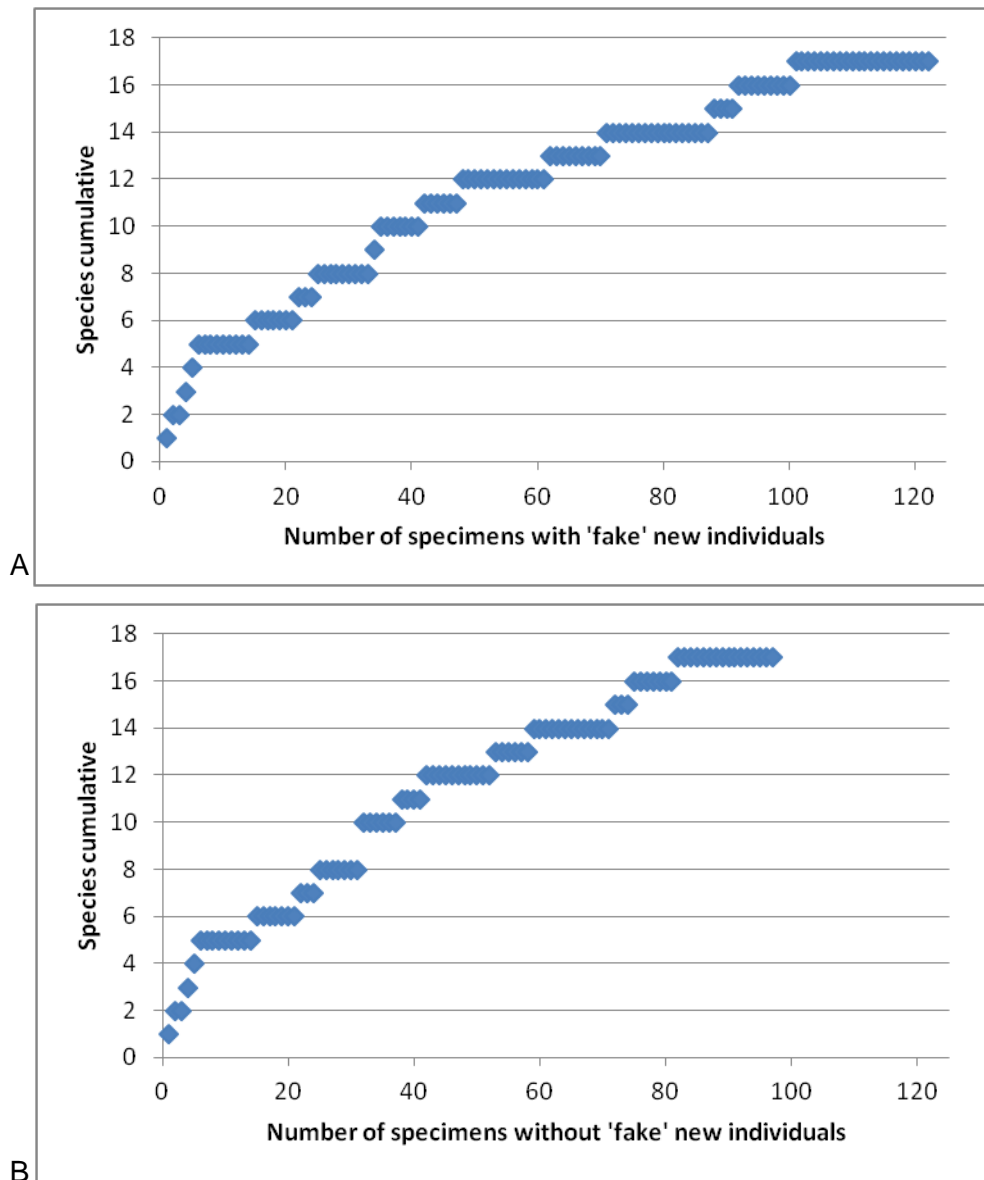 18
16
14
12
10
8
6
4
2
0
Species cumulative
0 20 40 60 80 100 120
Number of specimens with 'fake' new individuals
A
18
16
14
12
10
8
6
4
2
0
Species cumulative
0 20 40 60 80 100 120
Number of specimens without 'fake' new individuals
B